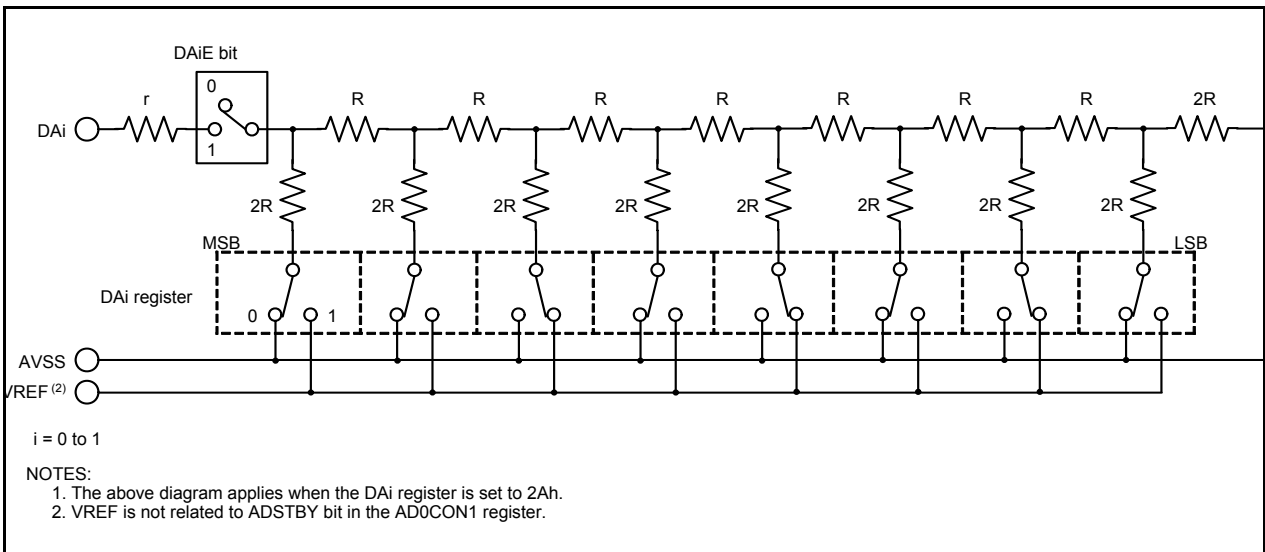 DAiE bit
0
1
r
R
R
R
R
R
R
R
2R
DAi
2R
2R
2R
2R
2R
2R
2R
2R
MSB
LSB
DAi register
0
1
AVSS
VREF (2)
i = 0 to 1
NOTES:
1. The above diagram applies when the DAi register is set to 2Ah.
2. VREF is not related to ADSTBY bit in the AD0CON1 register.